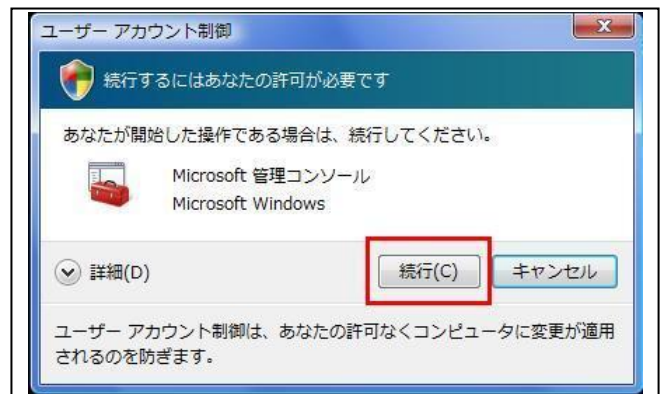 ユーザー アカウント制御
続行するにはあなたの許可が必要です
あなたが開始した操作である場合は、続行してください。
Microsoft 管理コンソール
Microsoft Windows
詳細(D)
続行(C)
キャンセル
ユーザー アカウント制御は、あなたの許可なくコンピュータに変更が適用
されるのを防ぎます。